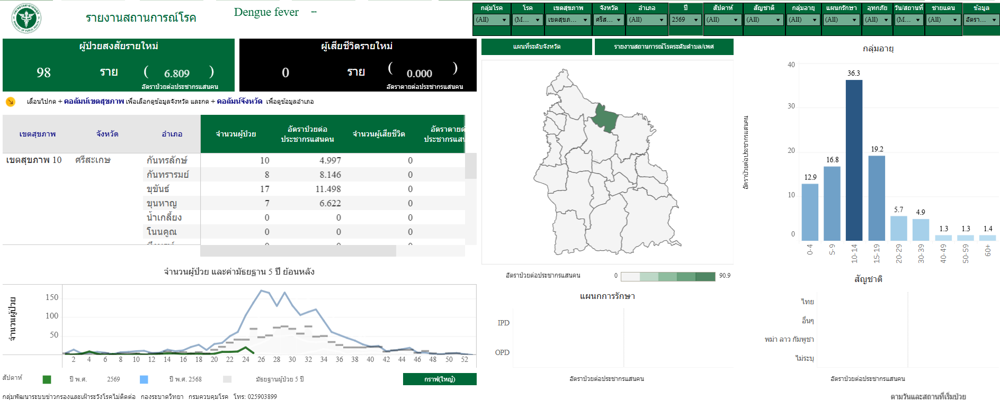 รายงานสถานการณ์โรค
Dengue fever
กลุ่มโรค โรค เขตสุขภาพ จังหวัด อำเภอ ปี สัปดาห์ สัญชาติ กลุ่มอายุ แผนกรักษา อุทกภัย วัน/สถานที่ ชายแดน ข้อมูล
(All) (M... เขตสุขภ... ศรีส... (All) 2569 (All) (All) (All) (All) (All) (M... (All) อัตรา...
ผู้ป่วยสงสัยรายใหม่
98 ราย ( 6.809 )
อัตราป่วยต่อประชากรแสนคน
ผู้เสียชีวิตรายใหม่
0 ราย ( 0.000 )
อัตราตายต่อประชากรแสนคน
เลื่อนไปกด + คอลัมน์เขตสุขภาพ เพื่อเลือกดูข้อมูลจังหวัด และกด + คอลัมน์จังหวัด เพื่อดูข้อมูลอำเภอ
เขตสุขภาพ จังหวัด อำเภอ จำนวนผู้ป่วย อัตราป่วยต่อ ประชากรแสนคน จำนวนผู้เสียชีวิต อัตราตายต่ ประชากรแสน
เขตสุขภาพ 10 ศรีสะเกษ กันทรลักษ์ 10 4.997 0
กันทรารมย์ 8 8.146 0
ขุขันธ์ 17 11.498 0
ขุนหาญ 7 6.622 0
น้ำเกลี้ยง 0 0 0
โนนคูณ 0 0 0
จำนวนผู้ป่วย และค่ามัธยฐาน 5 ปี ย้อนหลัง
จำนวนผู้ป่วย
150
100
50
2 4 6 8 10 12 14 16 18 20 22 24 26 28 30 32 34 36 38 40 42 44 46 48 50 52
สัปดาห์ ปี พ.ศ. 2569 ปี พ.ศ. 2568 มัธยฐานผู้ป่วย 5 ปี
กราฟ(ใหญ่)
กลุ่มพัฒนาระบบข่าวกรองและเฝ้าระวังโรคไม่ติดต่อ กองระบาดวิทยา กรมควบคุมโรค โทร: 025903899
แผนที่ระดับจังหวัด
รายงานสถานการณ์โรคระดับตำบล/เพศ
อัตราป่วยต่อประชากรแสนคน 0 90.9
แผนกการรักษา
IPD
OPD
อัตราป่วยต่อประชากรแสนคน
กลุ่มอายุ
อัตราป่วยต่อประชากรแสนคน
40
30
20
10
0
12.9 16.8 36.3 19.2 5.7 4.9 1.3 1.3 1.4
0-4 5-9 10-14 15-19 20-29 30-39 40-49 50-59 60+
สัญชาติ
ไทย
อื่นๆ
พม่า ลาว กัมพูชา
ไม่ระบุ
อัตราป่วยต่อประชากรแสนคน
ตามวันและสถานที่เริ่มป่วย